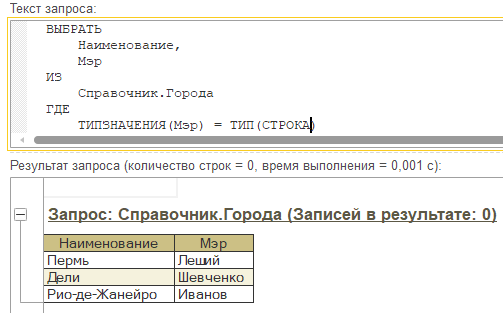 Текст запроса:
ВЫБРАТЬ
Наименование,
Мэр
ИЗ
Справочник.Города
ГДЕ
ТИПЗНАЧЕНИЯ(Мэр) = ТИП(СТРОКА)
Результат запроса (количество строк = 0, время выполнения = 0,001 с):
Запрос: Справочник.Города (Записей в результате: 0)
Наименование Мэр
Пермь Леший
Дели Шевченко
Рио-де-Жанейро Иванов